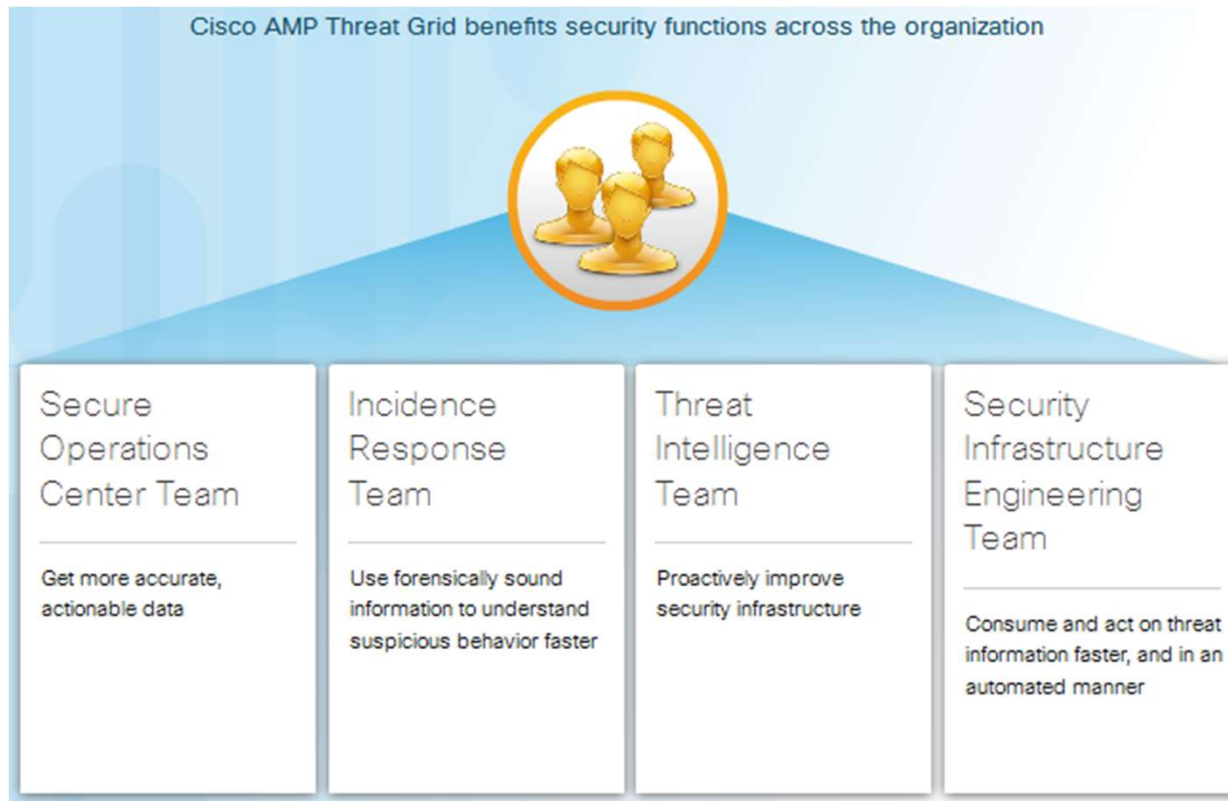 Cisco AMP Threat Grid benefits security functions across the organization
Secure
Operations
Center Team
Get more accurate,
actionable data
Incidence
Response
Team
Use forensically sound
information to understand
suspicious behavior faster
Threat
Intelligence
Team
Proactively improve
security infrastructure
Security
Infrastructure
Engineering
Team
Consume and act on threat
information faster, and in an
automated manner